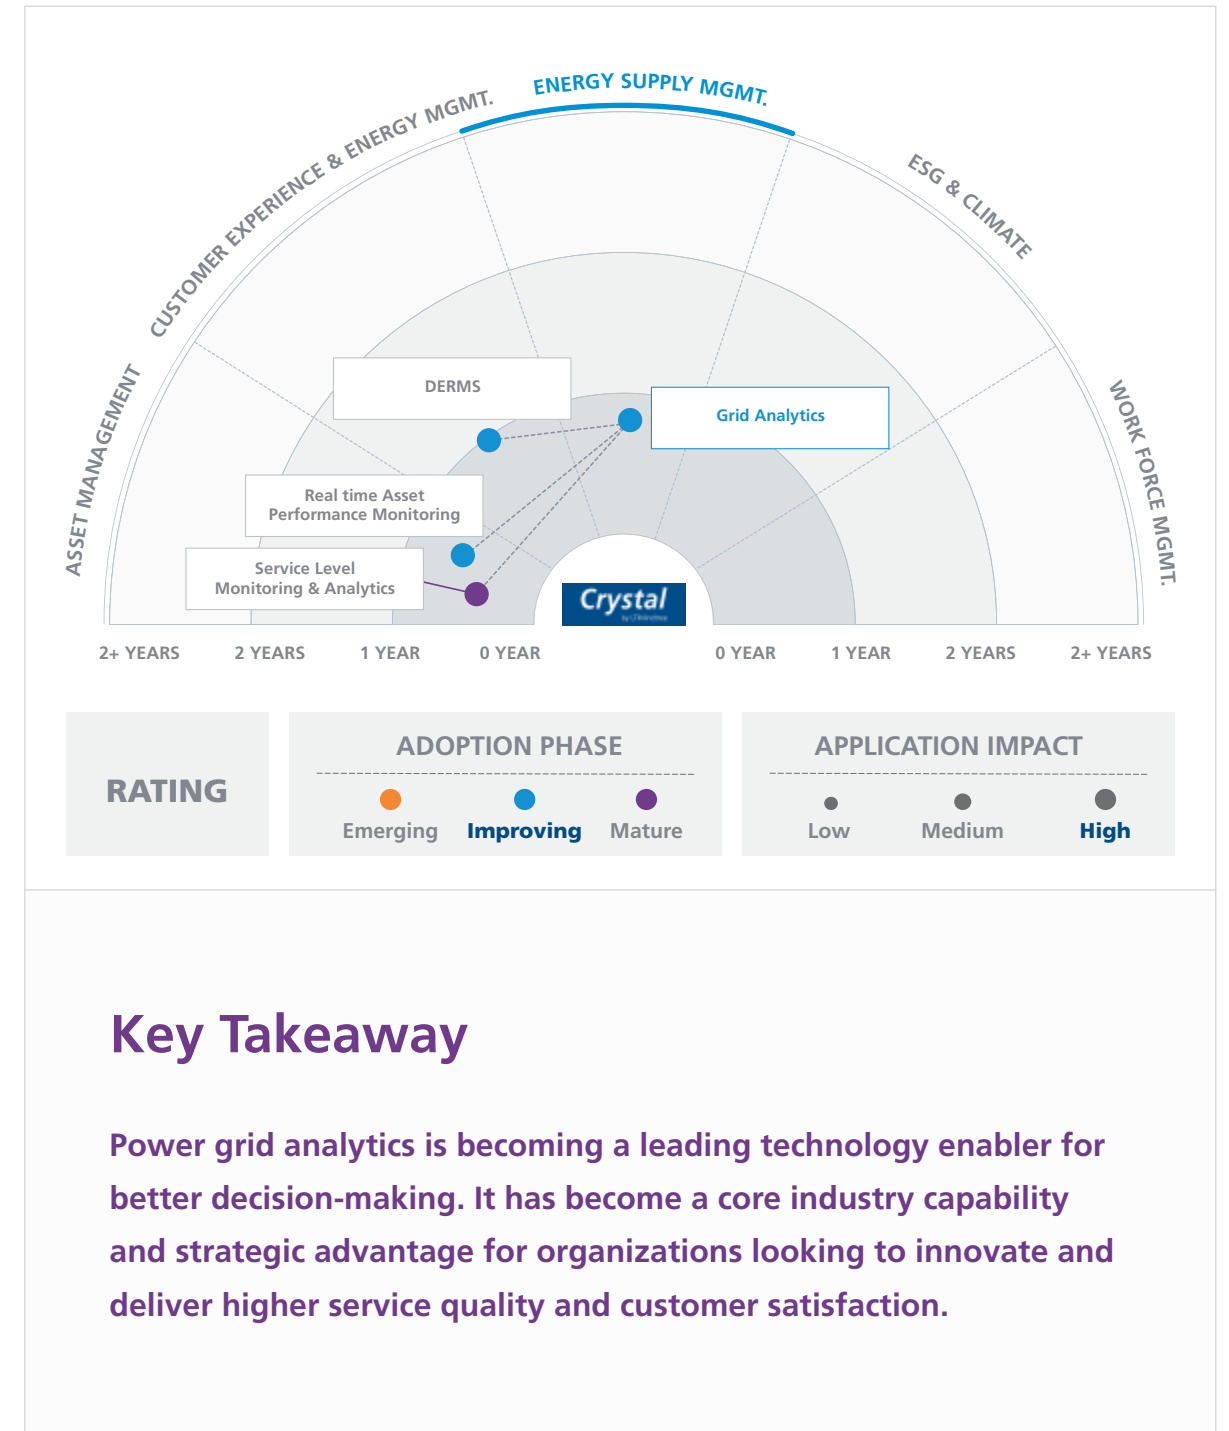 ENERGY SUPPLY MGMT.
CUSTOMER EXPERIENCE & ENERGY MGMT.
ESG & CLIMATE
ASSET MANAGEMENT
WORK FORCE MGMT.
DERMS
Grid Analytics
Real time Asset
Performance Monitoring
Service Level
Monitoring & Analytics
Crystal
2+ YEARS
2 YEARS
1 YEAR
0 YEAR
0 YEAR
1 YEAR
2 YEARS
2+ YEARS
RATING
ADOPTION PHASE
Emerging
Improving
Mature
APPLICATION IMPACT
Low
Medium
High
Key Takeaway
Power grid analytics is becoming a leading technology enabler for
better decision-making. It has become a core industry capability
and strategic advantage for organizations looking to innovate and
deliver higher service quality and customer satisfaction.